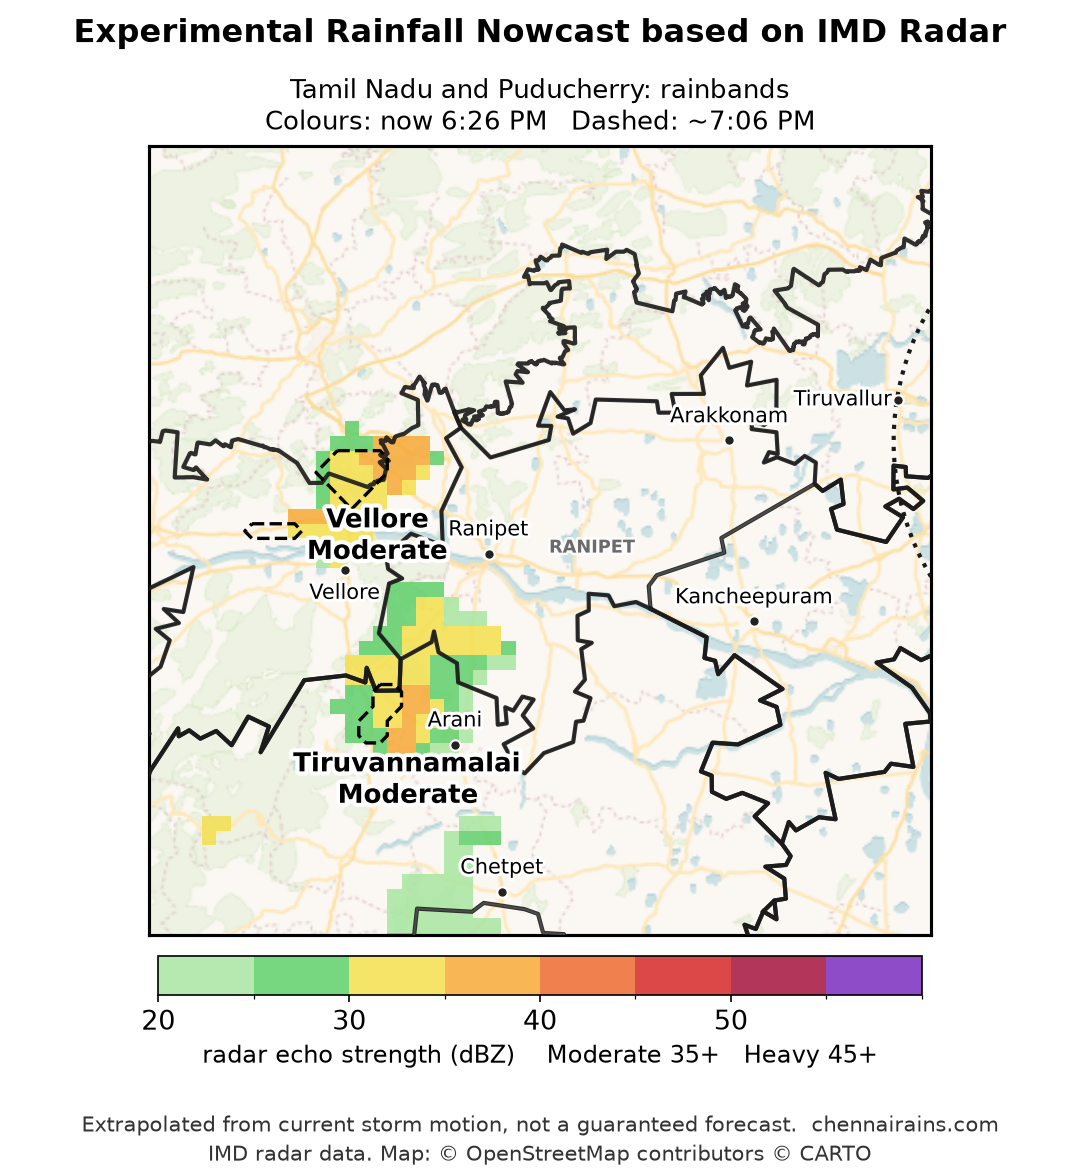 Experimental Rainfall Nowcast based on IMD Radar
Tamil Nadu and Puducherry: rainbands
Colours: now 6:26 PM   Dashed: ~7:06 PM
Tiruvallur
Arakkonam
Vellore
Moderate
Ranipet
RANIPET
Vellore
Kancheepuram
Arani
Tiruvannamalai
Moderate
Chetpet
20 30 40 50
radar echo strength (dBZ)   Moderate 35+   Heavy 45+
Extrapolated from current storm motion, not a guaranteed forecast.  chennairains.com
IMD radar data. Map: © OpenStreetMap contributors © CARTO